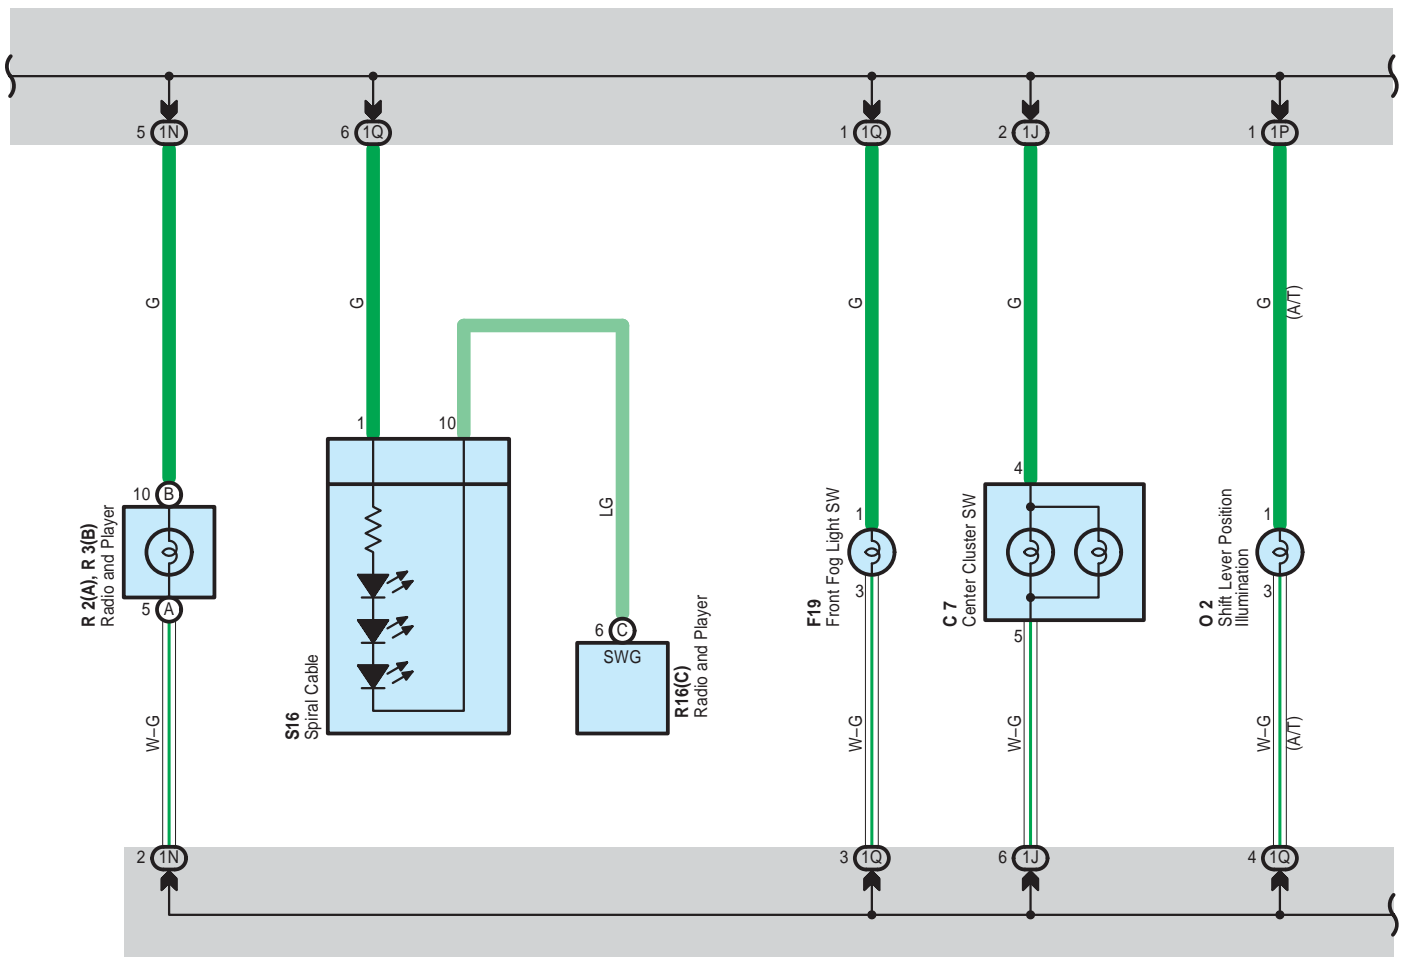 5 1N
6 1Q
1 1Q
2 1J
1 1P
G
G
G
G
G
(A/T)
1
10
LG
10 B
R 2(A), R 3(B)
Radio and Player
5 A
S16
Spiral Cable
6 C
SWG
R16(C)
Radio and Player
1
F19
Front Fog Light SW
3
4
C 7
Center Cluster SW
5
1
O 2
Shift Lever Position
Illumination
3
W–G
W–G
W–G
W–G
(A/T)
2 1N
3 1Q
6 1J
4 1Q